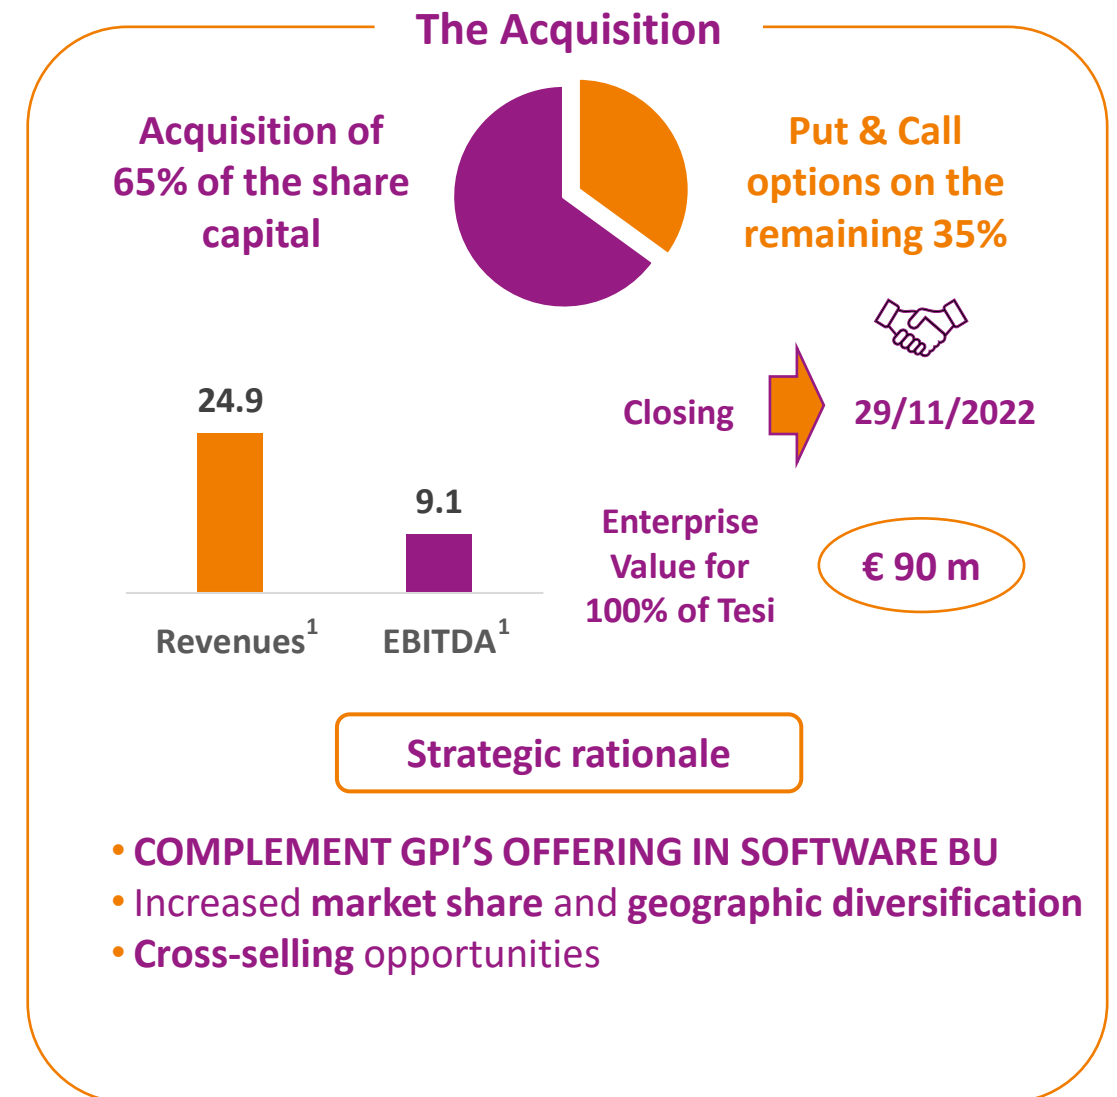 The Acquisition
Acquisition of
65% of the share
capital
Put & Call
options on the
remaining 35%
24.9
9.1
Revenues1
EBITDA1
Closing
29/11/2022
Enterprise
Value for
100% of Tesi
€ 90 m
Strategic rationale
• COMPLEMENT GPI’S OFFERING IN SOFTWARE BU
• Increased market share and geographic diversification
• Cross-selling opportunities